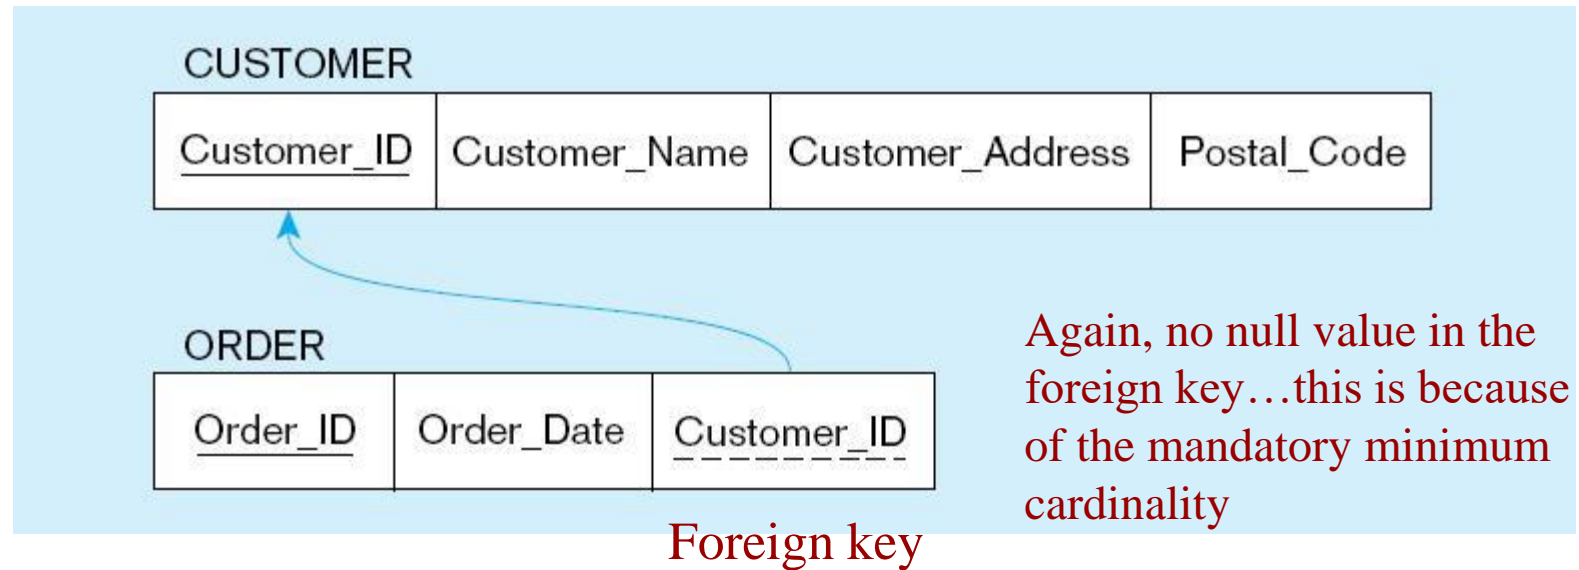 CUSTOMER
Customer_ID Customer_Name Customer_Address Postal_Code
ORDER
Order_ID Order_Date Customer_ID
Again, no null value in the
foreign key…this is because
of the mandatory minimum
cardinality
Foreign key